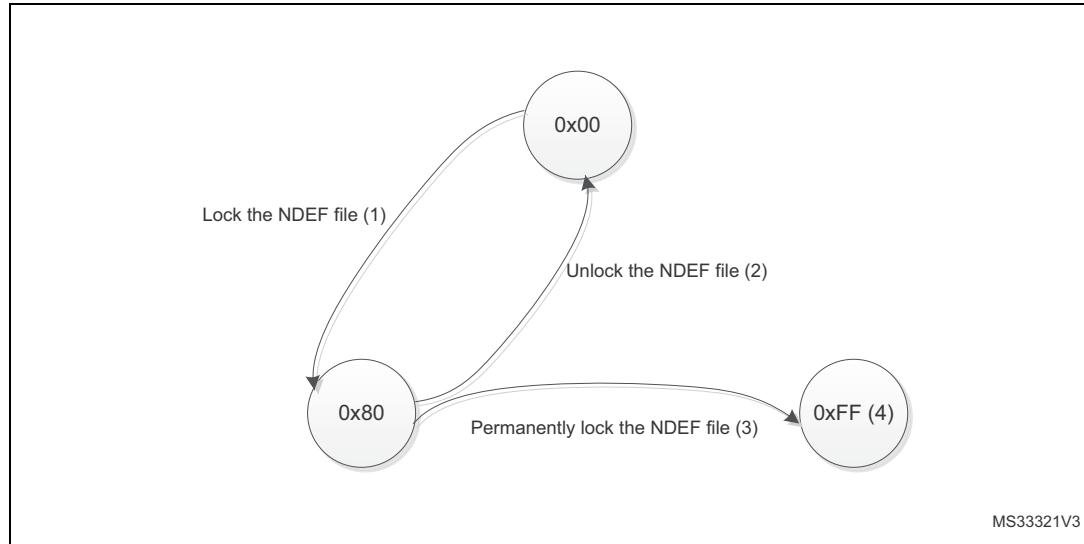 0x00
Lock the NDEF file (1)
Unlock the NDEF file (2)
0x80
0xFF (4)
Permanently lock the NDEF file (3)
MS33321V3